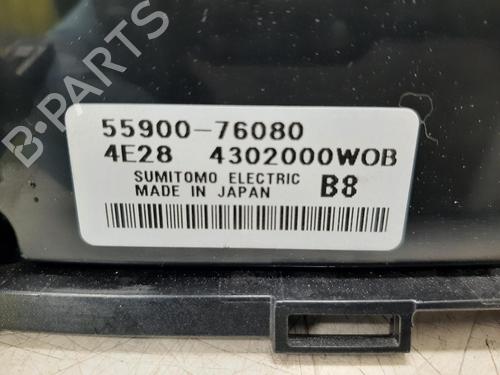 55900-76080
4E28 4302000WOB
SUMITOMO ELECTRIC
MADE IN JAPAN B8
B-PARTS